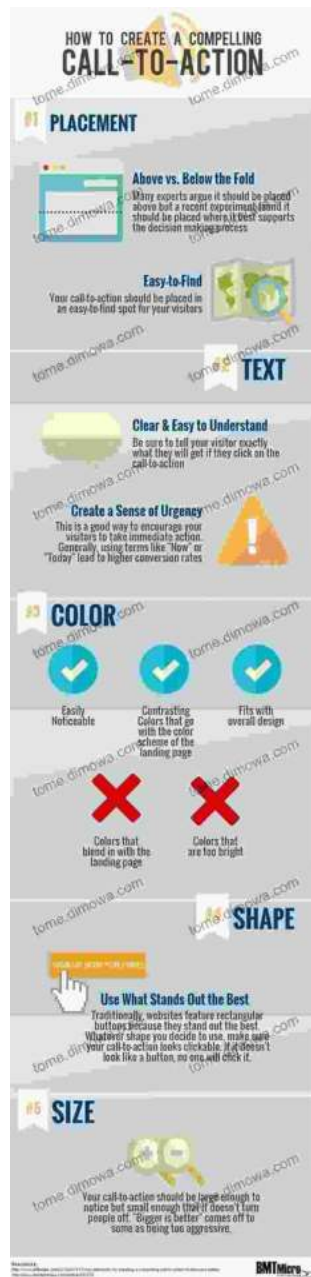 HOW TO CREATE A COMPELLING
CALL-TO-ACTION
#1 PLACEMENT
Above vs. Below the Fold
Many experts argue it should be placed
above but a recent experiment found it
should be placed where it best supports
the decision making process
Easy-to-Find
Your call-to-action should be placed in
an easy-to-find spot for your visitors
#2 TEXT
Clear & Easy to Understand
Be sure to tell your visitor exactly
what they will get if they click on the
call-to-action
Create a Sense of Urgency
This is a good way to encourage your
visitors to take immediate action.
Generally, using terms like "Now" or
"Today" lead to higher conversion rates
#3 COLOR
Easily
Noticeable
Contrasting
Colors that go
with the color
scheme of the
landing page
Fits with
overall design
Colors that
blend in with the
landing page
Colors that
are too bright
#4 SHAPE
Use What Stands Out the Best
Traditionally, websites feature rectangular
buttons because they stand out the best.
Whatever shape you decide to use, make sure
your call-to-action looks clickable. If it doesn't
look like a button, no one will click it.
#5 SIZE
Your call-to-action should be large enough to
notice but small enough that it doesn't turn
people off. "Bigger is better" comes off to
some as being too aggressive.
BMTMicro
tome.dimowa.com